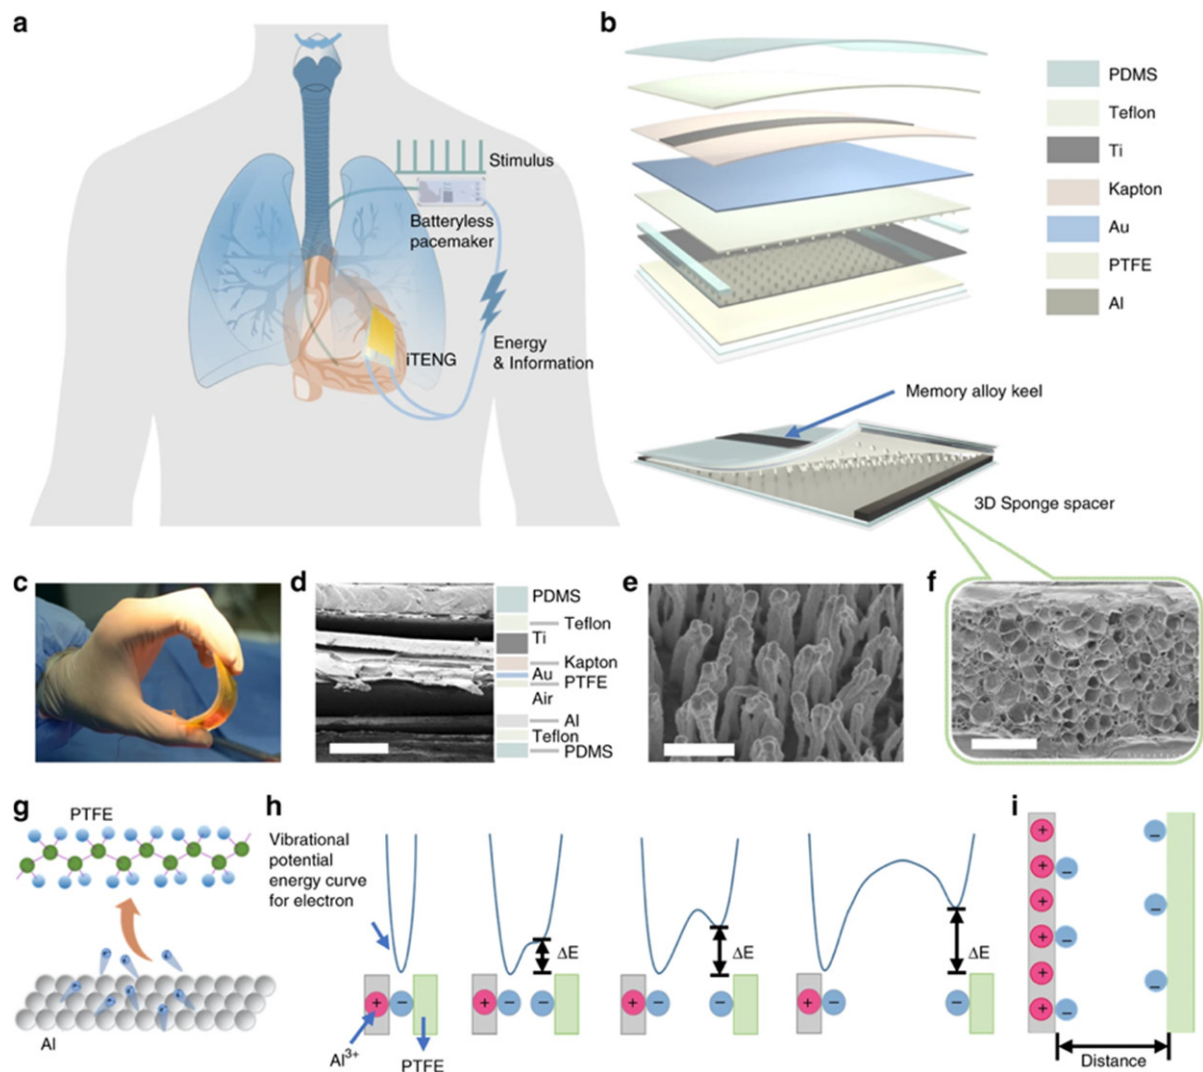 a
Stimulus
Batteryless
pacemaker
Energy
& Information
iTENG
b
PDMS
Teflon
Ti
Kapton
Au
PTFE
Al
Memory alloy keel
3D Sponge spacer
c
d
PDMS
Teflon
Ti
Kapton
Au
PTFE
Air
Al
Teflon
PDMS
e
f
g
PTFE
Al
h
Vibrational
potential
energy curve
for electron
ΔE
ΔE
ΔE
+
−
+
−
−
+
−
−
+
−
−
Al³⁺
PTFE
i
+
−
+
−
+
−
+
−
+
−
+
−
Distance